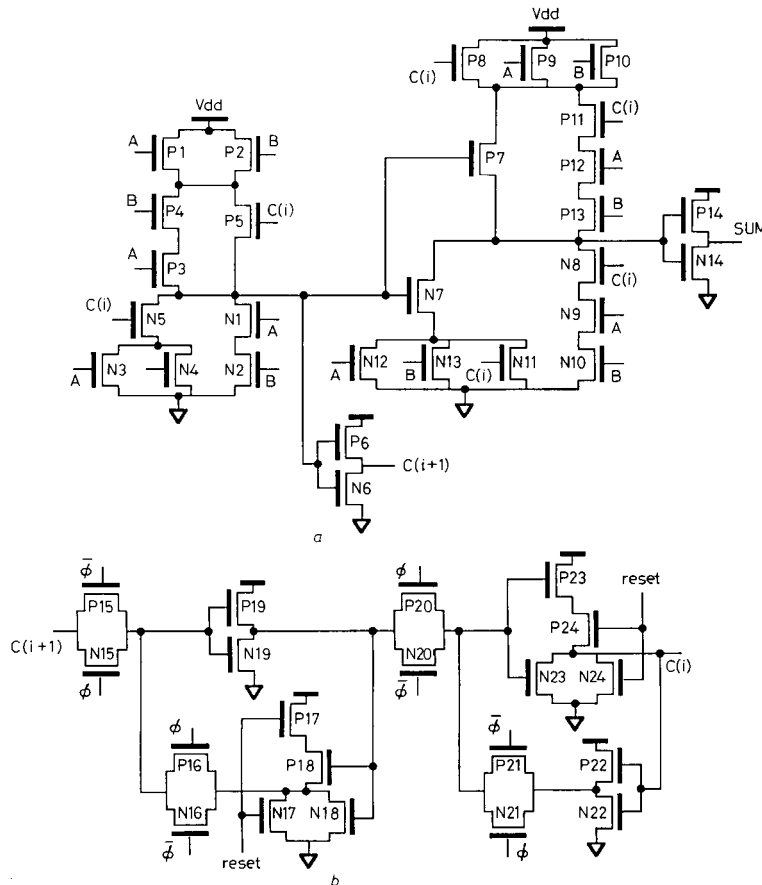 Vdd
P8
P9
P10
C(i)
A
B
Vdd
A
P1
P2
B
P11
C(i)
P7
P12
A
B
P4
P5
C(i)
P13
B
P14
SUM
A
P3
N8
C(i)
N14
C(i)
N5
N1
A
N7
N9
A
A
N3
N4
N2
B
A
N12
B
N13
C(i)
N11
N10
B
P6
C(i+1)
N6
a
φ̄
P15
C(i+1)
N15
φ
P19
N19
φ
P20
N20
φ̄
P23
reset
P24
N23
N24
C(i)
φ
P16
N16
φ̄
P17
P18
N17
N18
reset
φ̄
P21
N21
φ
P22
N22
b